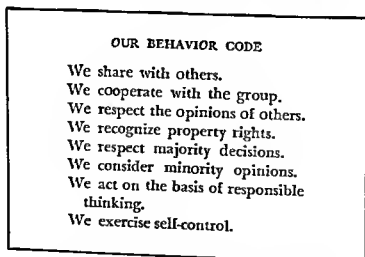 OUR BEHAVIOR CODE
We share with others.
We cooperate with the group.
We respect the opinions of others.
We recognize property rights.
We respect majority decisions.
We consider minority opinions.
We act on the basis of responsible
thinking.
We exercise self-control.